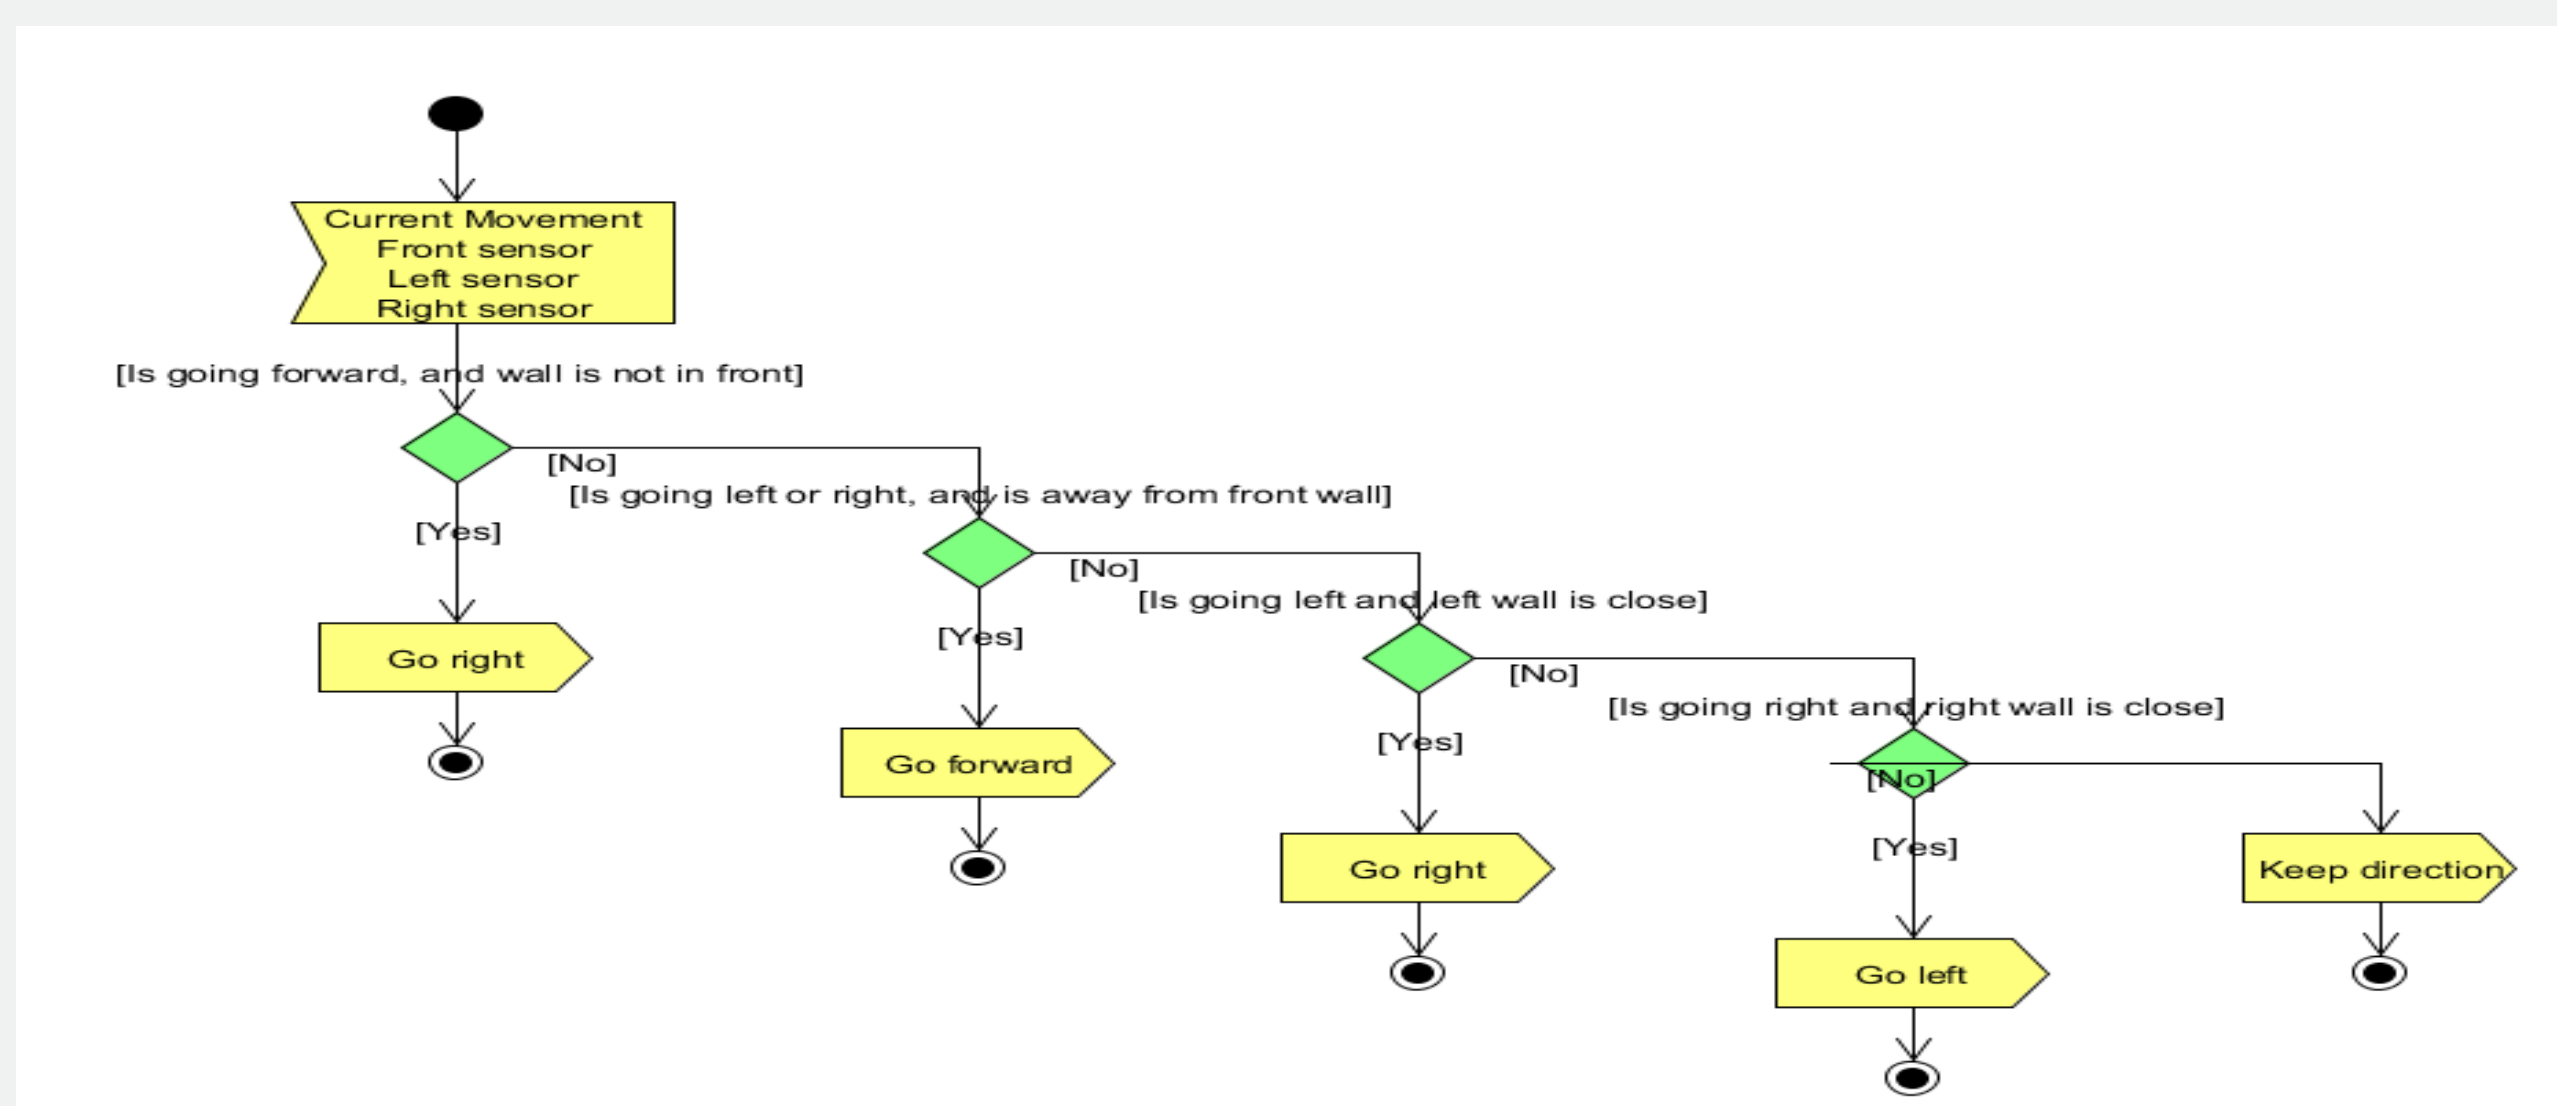 Current Movement
Front sensor
Left sensor
Right sensor
[Is going forward, and wall is not in front]
[No]
[Is going left or right, and is away from front wall]
[Yes]
[No]
[Is going left and left wall is close]
[Yes]
Go right
[No]
[Is going right and right wall is close]
[Yes]
Go forward
[No]
[Yes]
Go right
Keep direction
Go left